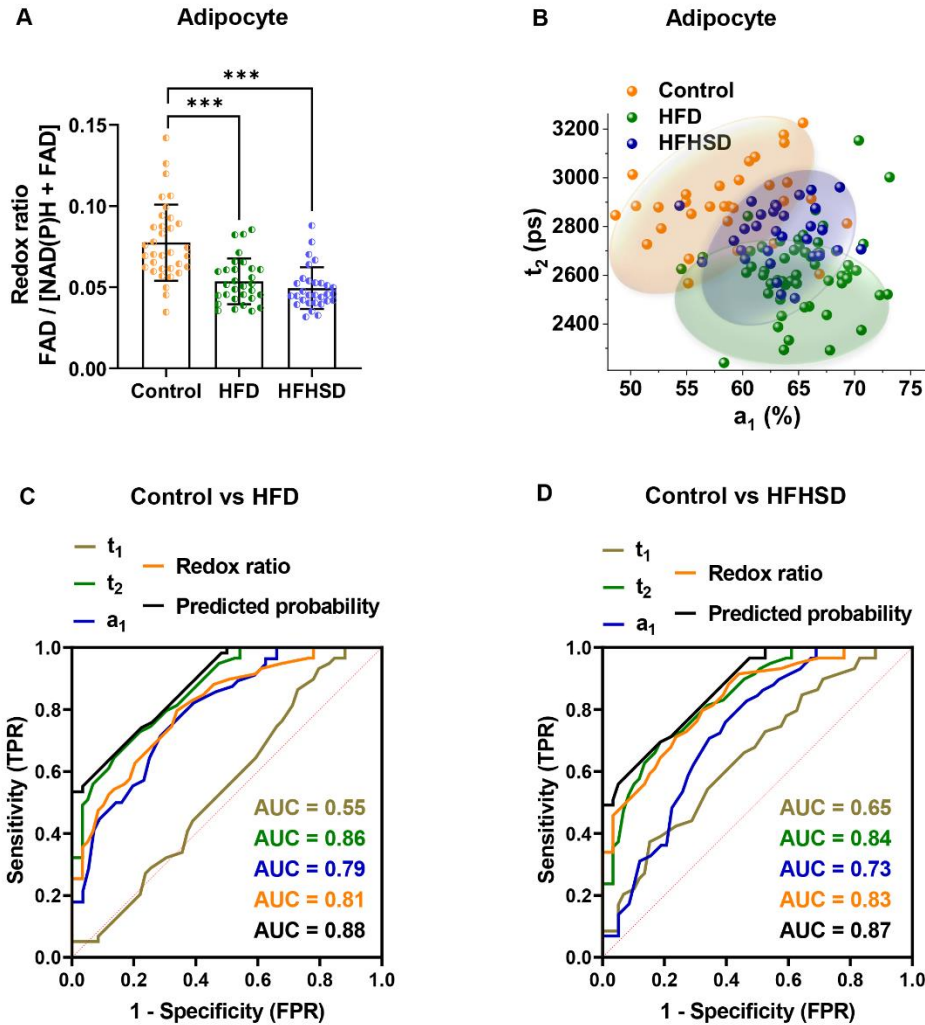 A
Adipocyte
***
***
Redox ratio
FAD / [NAD(P)H + FAD]
0.15
0.10
0.05
0.00
Control
HFD
HFHSD
B
Adipocyte
Control
HFD
HFHSD
t₂ (ps)
3200
3000
2800
2600
2400
50 55 60 65 70 75
a₁ (%)
C
Control vs HFD
t₁
t₂
a₁
Redox ratio
Predicted probability
Sensitivity (TPR)
1.0
0.8
0.6
0.4
0.2
0.0
AUC = 0.55
AUC = 0.86
AUC = 0.79
AUC = 0.81
AUC = 0.88
0.0 0.2 0.4 0.6 0.8 1.0
1 - Specificity (FPR)
D
Control vs HFHSD
t₁
t₂
a₁
Redox ratio
Predicted probability
Sensitivity (TPR)
1.0
0.8
0.6
0.4
0.2
0.0
AUC = 0.65
AUC = 0.84
AUC = 0.73
AUC = 0.83
AUC = 0.87
0.0 0.2 0.4 0.6 0.8 1.0
1 - Specificity (FPR)